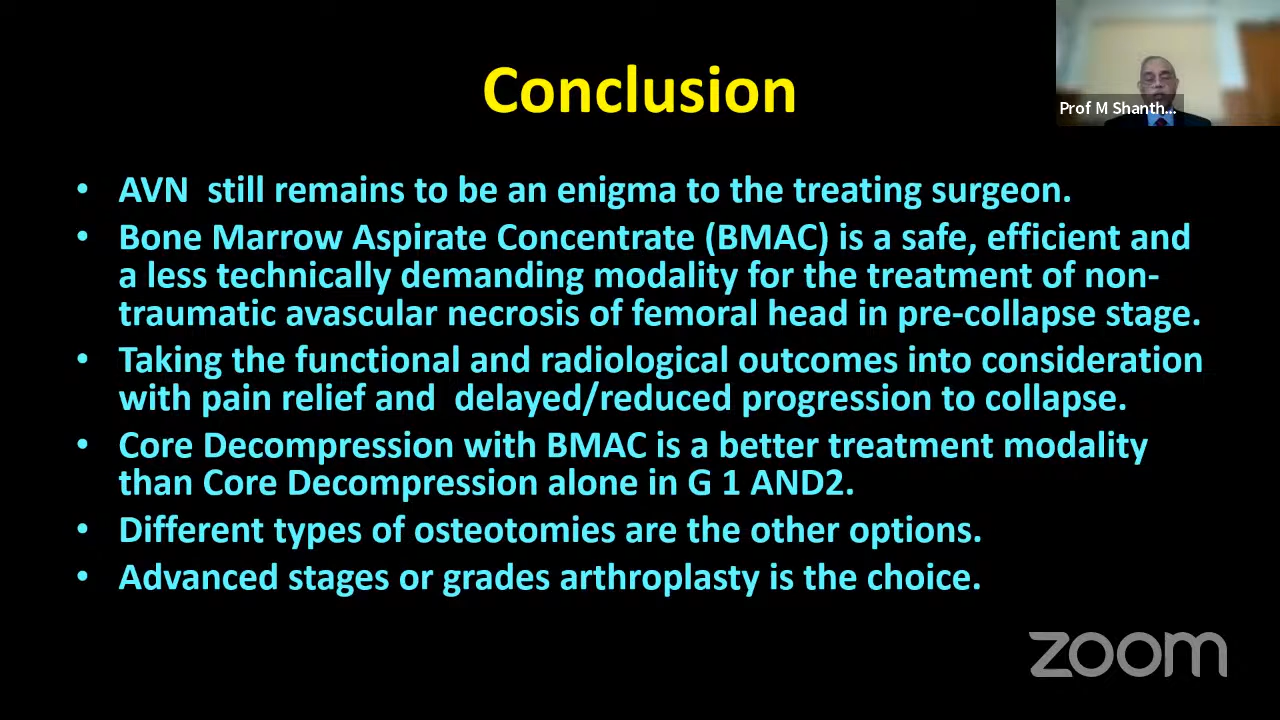 Conclusion
Prof M Shanth...
• AVN  still remains to be an enigma to the treating surgeon.
• Bone Marrow Aspirate Concentrate (BMAC) is a safe, efficient and
a less technically demanding modality for the treatment of non-
traumatic avascular necrosis of femoral head in pre-collapse stage.
• Taking the functional and radiological outcomes into consideration
with pain relief and  delayed/reduced progression to collapse.
• Core Decompression with BMAC is a better treatment modality
than Core Decompression alone in G 1 AND2.
• Different types of osteotomies are the other options.
• Advanced stages or grades arthroplasty is the choice.
zoom